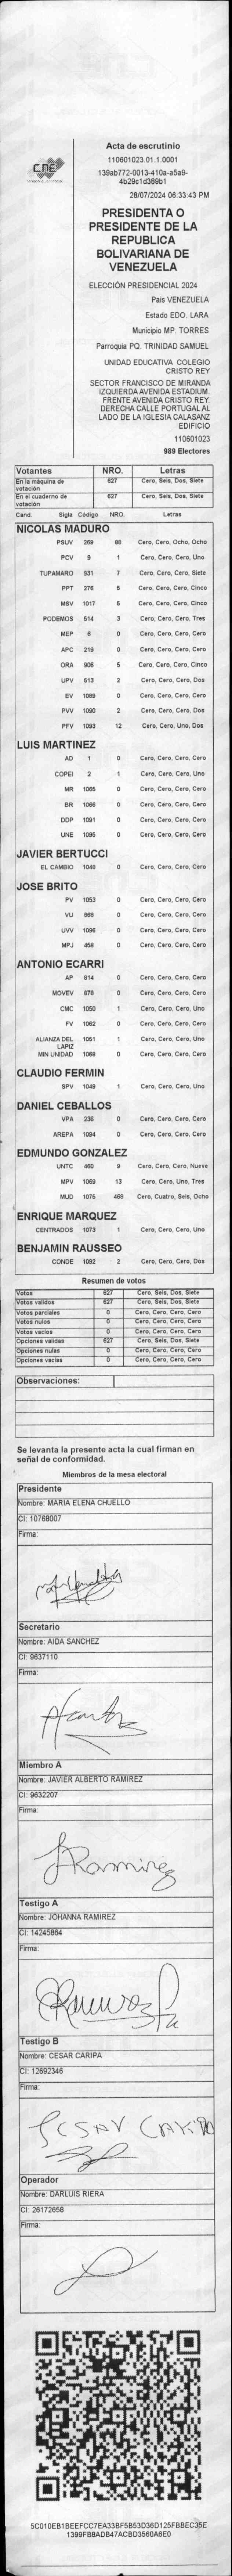 CNE
Acta de escrutinio
110601023.01.1.0001
139ab772-0013-410a-a5a9-
4b29c1d369b1
28/07/2024 06:33:43 PM
PRESIDENTA O
PRESIDENTE DE LA
REPUBLICA
BOLIVARIANA DE
VENEZUELA
ELECCIÓN PRESIDENCIAL 2024
País VENEZUELA
Estado EDO. LARA
Municipio MP. TORRES
Parroquia PQ. TRINIDAD SAMUEL
UNIDAD EDUCATIVA COLEGIO
CRISTO REY
SECTOR FRANCISCO DE MIRANDA
IZQUIERDA AVENIDA ESTADIUM.
FRENTE AVENIDA CRISTO REY.
DERECHA CALLE PORTUGAL AL
LADO DE LA IGLESIA CALASANZ
EDIFICIO
110601023
989 Electores
Votantes NRO. Letras
En la máquina de votación 627 Cero, Seis, Dos, Siete
En el cuaderno de votación 627 Cero, Seis, Dos, Siete
Cand. Sigla Código NRO. Letras
NICOLAS MADURO
PSUV 269 88 Cero, Cero, Ocho, Ocho
PCV 9 1 Cero, Cero, Cero, Uno
TUPAMARO 931 7 Cero, Cero, Cero, Siete
PPT 276 5 Cero, Cero, Cero, Cinco
MSV 1017 5 Cero, Cero, Cero, Cinco
PODEMOS 514 3 Cero, Cero, Cero, Tres
MEP 6 0 Cero, Cero, Cero, Cero
APC 219 0 Cero, Cero, Cero, Cero
ORA 906 5 Cero, Cero, Cero, Cinco
UPV 613 2 Cero, Cero, Cero, Dos
EV 1089 0 Cero, Cero, Cero, Cero
PVV 1090 2 Cero, Cero, Cero, Dos
PFV 1093 12 Cero, Cero, Uno, Dos
LUIS MARTINEZ
AD 1 0 Cero, Cero, Cero, Cero
COPEI 2 1 Cero, Cero, Cero, Uno
MR 1065 0 Cero, Cero, Cero, Cero
BR 1066 0 Cero, Cero, Cero, Cero
DDP 1091 0 Cero, Cero, Cero, Cero
UNE 1095 0 Cero, Cero, Cero, Cero
JAVIER BERTUCCI
EL CAMBIO 1048 0 Cero, Cero, Cero, Cero
JOSE BRITO
PV 1053 0 Cero, Cero, Cero, Cero
VU 868 0 Cero, Cero, Cero, Cero
UVV 1096 0 Cero, Cero, Cero, Cero
MPJ 458 0 Cero, Cero, Cero, Cero
ANTONIO ECARRI
AP 814 0 Cero, Cero, Cero, Cero
MOVEV 876 0 Cero, Cero, Cero, Cero
CMC 1050 1 Cero, Cero, Cero, Uno
FV 1062 0 Cero, Cero, Cero, Cero
ALIANZA DEL LAPIZ 1051 1 Cero, Cero, Cero, Uno
MIN UNIDAD 1068 0 Cero, Cero, Cero, Cero
CLAUDIO FERMIN
SPV 1049 1 Cero, Cero, Cero, Uno
DANIEL CEBALLOS
VPA 236 0 Cero, Cero, Cero, Cero
AREPA 1094 0 Cero, Cero, Cero, Cero
EDMUNDO GONZALEZ
UNTC 460 9 Cero, Cero, Cero, Nueve
MPV 1069 13 Cero, Cero, Uno, Tres
MUD 1075 468 Cero, Cuatro, Seis, Ocho
ENRIQUE MARQUEZ
CENTRADOS 1073 1 Cero, Cero, Cero, Uno
BENJAMIN RAUSSEO
CONDE 1092 2 Cero, Cero, Cero, Dos
Resumen de votos
Votos 627 Cero, Seis, Dos, Siete
Votos validos 627 Cero, Seis, Dos, Siete
Votos parciales 0 Cero, Cero, Cero, Cero
Votos nulos 0 Cero, Cero, Cero, Cero
Votos vacíos 0 Cero, Cero, Cero, Cero
Opciones validas 627 Cero, Seis, Dos, Siete
Opciones nulas 0 Cero, Cero, Cero, Cero
Opciones vacías 0 Cero, Cero, Cero, Cero
Observaciones:
Se levanta la presente acta la cual firman en
señal de conformidad.
Miembros de la mesa electoral
Presidente
Nombre: MARIA ELENA CHUELLO
CI: 10768007
Firma:
Secretario
Nombre: AIDA SANCHEZ
CI: 9637110
Firma:
Miembro A
Nombre: JAVIER ALBERTO RAMIREZ
CI: 9632207
Firma:
Ramirez
Testigo A
Nombre: JOHANNA RAMIREZ
CI: 14245864
Firma:
Testigo B
Nombre: CESAR CARIPA
CI: 12692346
Firma:
Operador
Nombre: DARLUIS RIERA
CI: 26172658
Firma:
5C010EB1BEEFCC7EA33BF5B53D36D125FBBEC35E
1399FB8ADB47ACBD3560A6E0